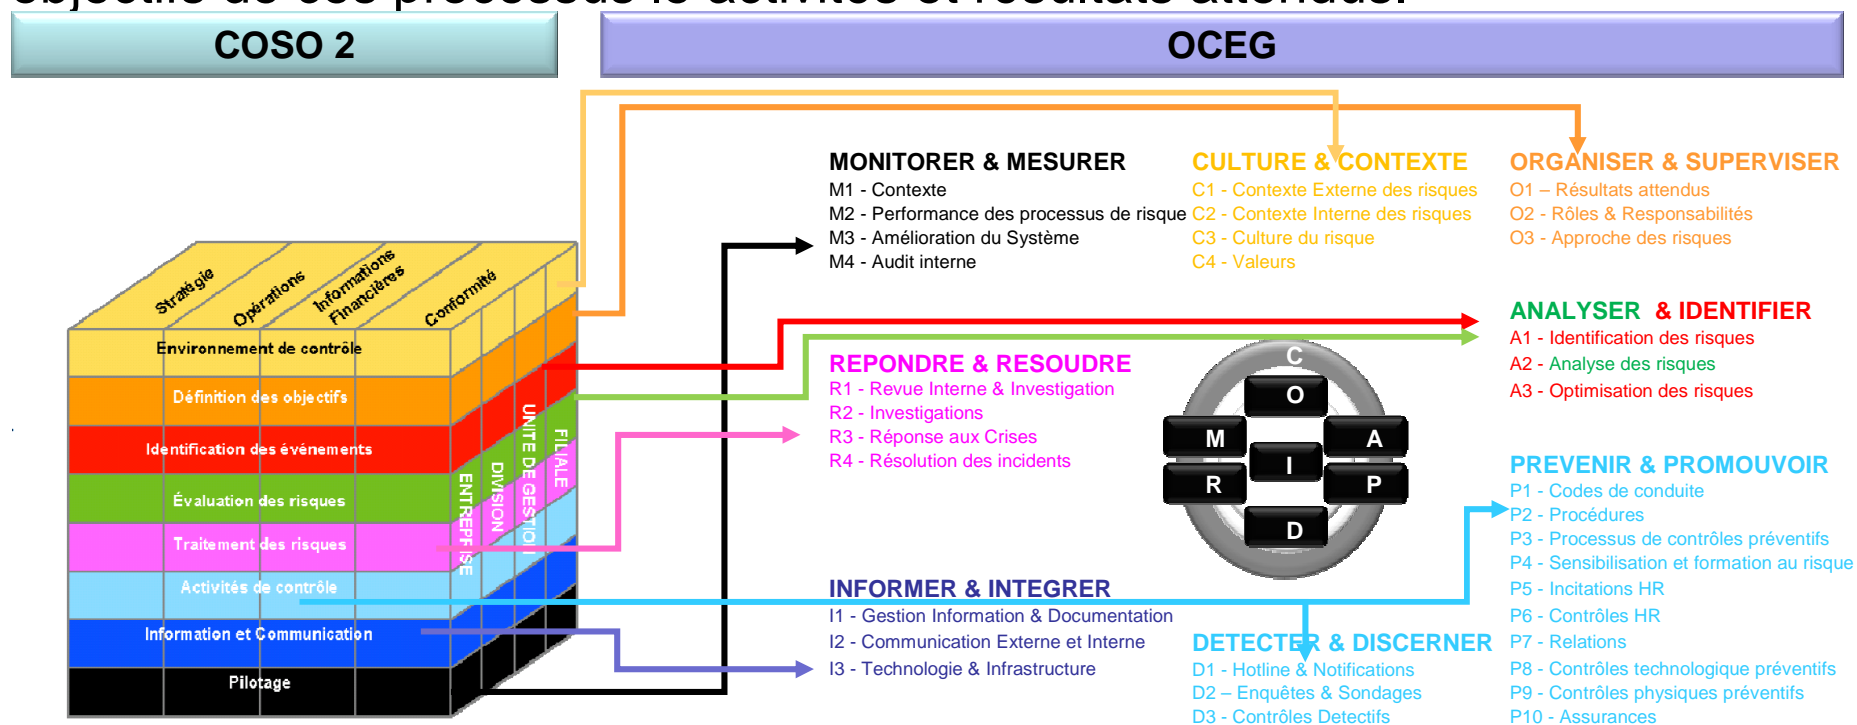 objectifs de ces processus le activités et résultats attendus.
COSO 2
OCEG
Stratégie
Opérations
Informations
Financières
Conformité
Environnement de contrôle
Définition des objectifs
Identification des événements
Évaluation des risques
Traitement des risques
Activités de contrôle
Information et Communication
Pilotage
ENTREPRISE
DIVISION
UNITE DE GESTION
FILIALE
MONITORER & MESURER
M1 - Contexte
M2 - Performance des processus de risque
M3 - Amélioration du Système
M4 - Audit interne
CULTURE & CONTEXTE
C1 - Contexte Externe des risques
C2 - Contexte Interne des risques
C3 - Culture du risque
C4 - Valeurs
ORGANISER & SUPERVISER
O1 – Résultats attendus
O2 - Rôles & Responsabilités
O3 - Approche des risques
ANALYSER & IDENTIFIER
A1 - Identification des risques
A2 - Analyse des risques
A3 - Optimisation des risques
REPONDRE & RESOUDRE
R1 - Revue Interne & Investigation
R2 - Investigations
R3 - Réponse aux Crises
R4 - Résolution des incidents
C
O
M
A
I
R
P
D
PREVENIR & PROMOUVOIR
P1 - Codes de conduite
P2 - Procédures
P3 - Processus de contrôles préventifs
P4 - Sensibilisation et formation au risque
P5 - Incitations HR
P6 - Contrôles HR
P7 - Relations
P8 - Contrôles technologique préventifs
P9 - Contrôles physiques préventifs
P10 - Assurances
INFORMER & INTEGRER
I1 - Gestion Information & Documentation
I2 - Communication Externe et Interne
I3 - Technologie & Infrastructure
DETECTER & DISCERNER
D1 - Hotline & Notifications
D2 – Enquêtes & Sondages
D3 - Contrôles Detectifs